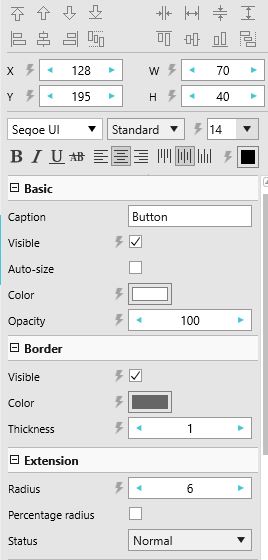 X 128 W 70
Y 195 H 40
Segoe UI Standard 14
B I U AB
Basic
Caption Button
Visible
Auto-size
Color
Opacity 100
Border
Visible
Color
Thickness 1
Extension
Radius 6
Percentage radius
Status Normal